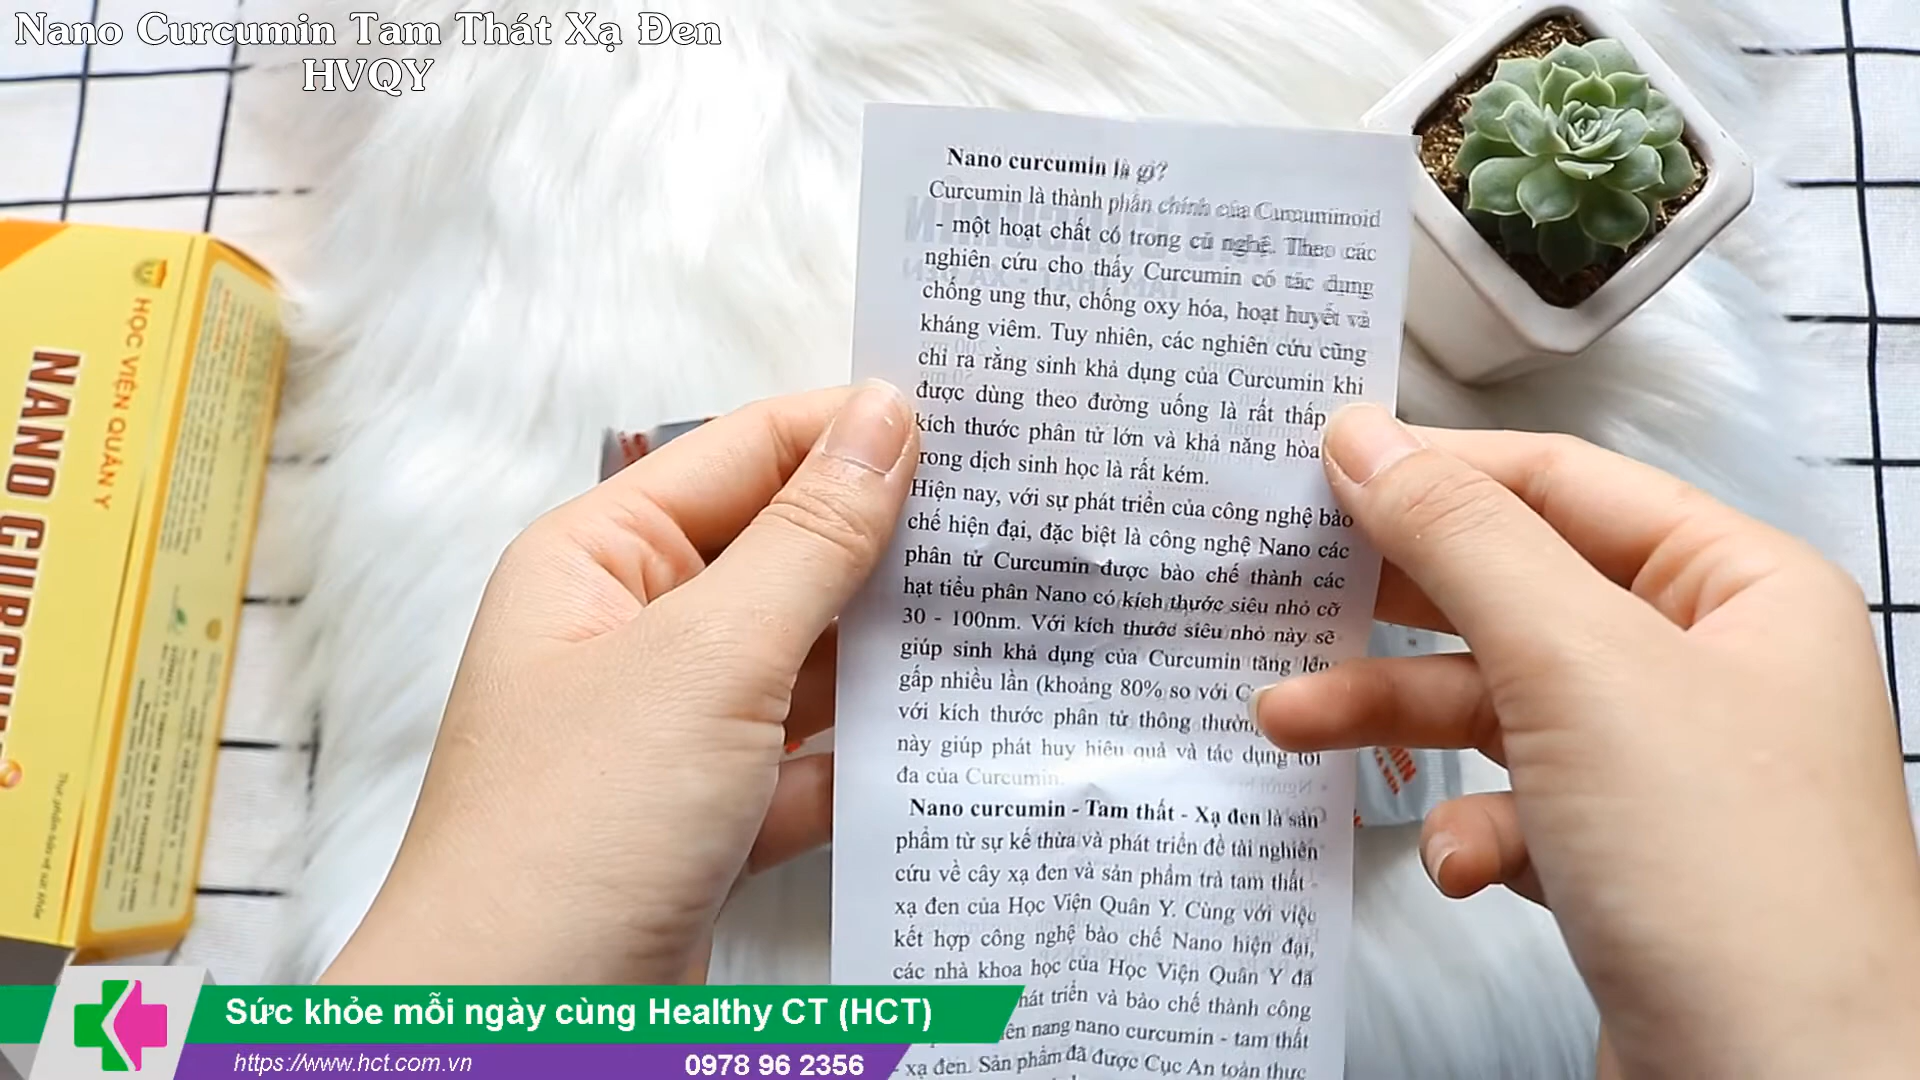 Nano Curcumin Tam Thát Xạ Đen
HVQY
HỌC VIỆN QUÂN Y
NANO CURCUMIN
Nano curcumin là gì?
Curcumin là thành phần chính của Curcuminoid
- một hoạt chất có trong củ nghệ. Theo các
nghiên cứu cho thấy Curcumin có tác dụng
chống ung thư, chống oxy hóa, hoạt huyết và
kháng viêm. Tuy nhiên, các nghiên cứu cũng
chỉ ra rằng sinh khả dụng của Curcumin khi
được dùng theo đường uống là rất thấp
kích thước phân tử lớn và khả năng hòa
rong dịch sinh học là rất kém.
Hiện nay, với sự phát triển của công nghệ bào
chế hiện đại, đặc biệt là công nghệ Nano các
phân tử Curcumin được bào chế thành các
hạt tiểu phân Nano có kích thước siêu nhỏ cỡ
30 - 100nm. Với kích thước siêu nhỏ này sẽ
giúp sinh khả dụng của Curcumin tăng lên
gấp nhiều lần (khoảng 80% so với C
với kích thước phân tử thông thường
này giúp phát huy hiệu quả và tác dụng tối
đa của Curcumin.
Nano curcumin - Tam thất - Xạ đen là sản
phẩm từ sự kế thừa và phát triển đề tài nghiên
cứu về cây xạ đen và sản phẩm trà tam thất -
xạ đen của Học Viện Quân Y. Cùng với việc
kết hợp công nghệ bào chế Nano hiện đại,
các nhà khoa học của Học Viện Quân Y đã
hát triển và bào chế thành công
ên nang nano curcumin - tam thất
- xạ đen. Sản phẩm đã được Cục An toàn thực
Sức khỏe mỗi ngày cùng Healthy CT (HCT)
https://www.hct.com.vn
0978 96 2356